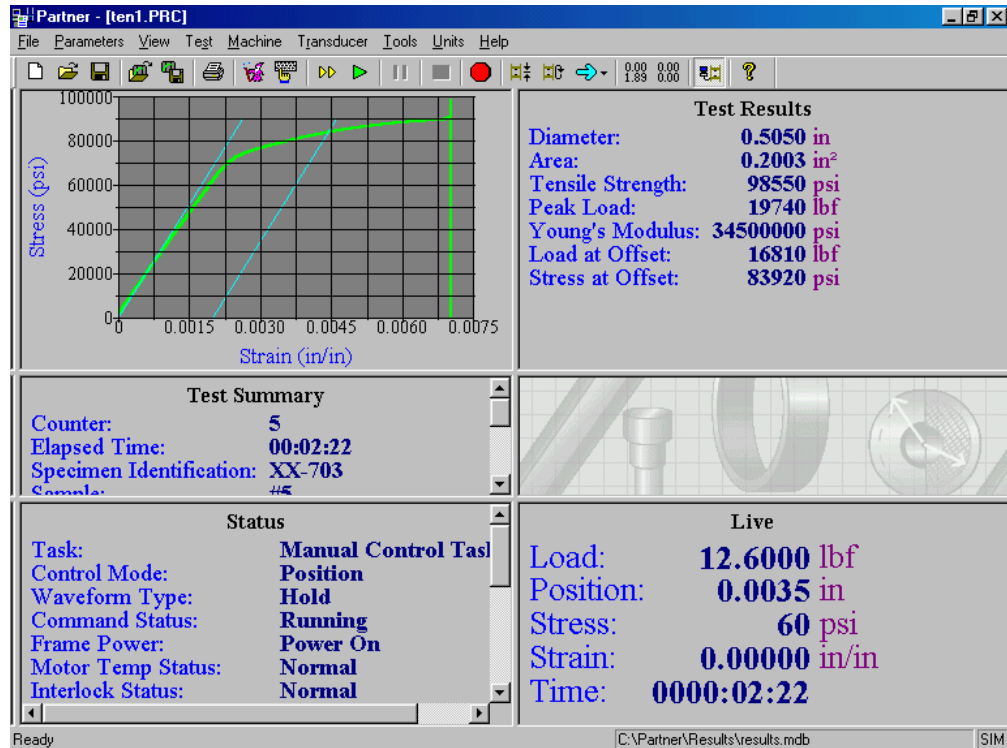 Partner - [ten1.PRC]
File Parameters View Test Machine Transducer Tools Units Help
0.00 0.00
1.89 0.00
Stress (psi)
100000
80000
60000
40000
20000
0
0 0.0015 0.0030 0.0045 0.0060 0.0075
Strain (in/in)
Test Results
Diameter: 0.5050 in
Area: 0.2003 in²
Tensile Strength: 98550 psi
Peak Load: 19740 lbf
Young's Modulus: 34500000 psi
Load at Offset: 16810 lbf
Stress at Offset: 83920 psi
Test Summary
Counter: 5
Elapsed Time: 00:02:22
Specimen Identification: XX-703
Sample: #5
Status
Task: Manual Control Tas
Control Mode: Position
Waveform Type: Hold
Command Status: Running
Frame Power: Power On
Motor Temp Status: Normal
Interlock Status: Normal
Live
Load: 12.6000 lbf
Position: 0.0035 in
Stress: 60 psi
Strain: 0.00000 in/in
Time: 0000:02:22
Ready
C:\Partner\Results\results.mdb
SIM